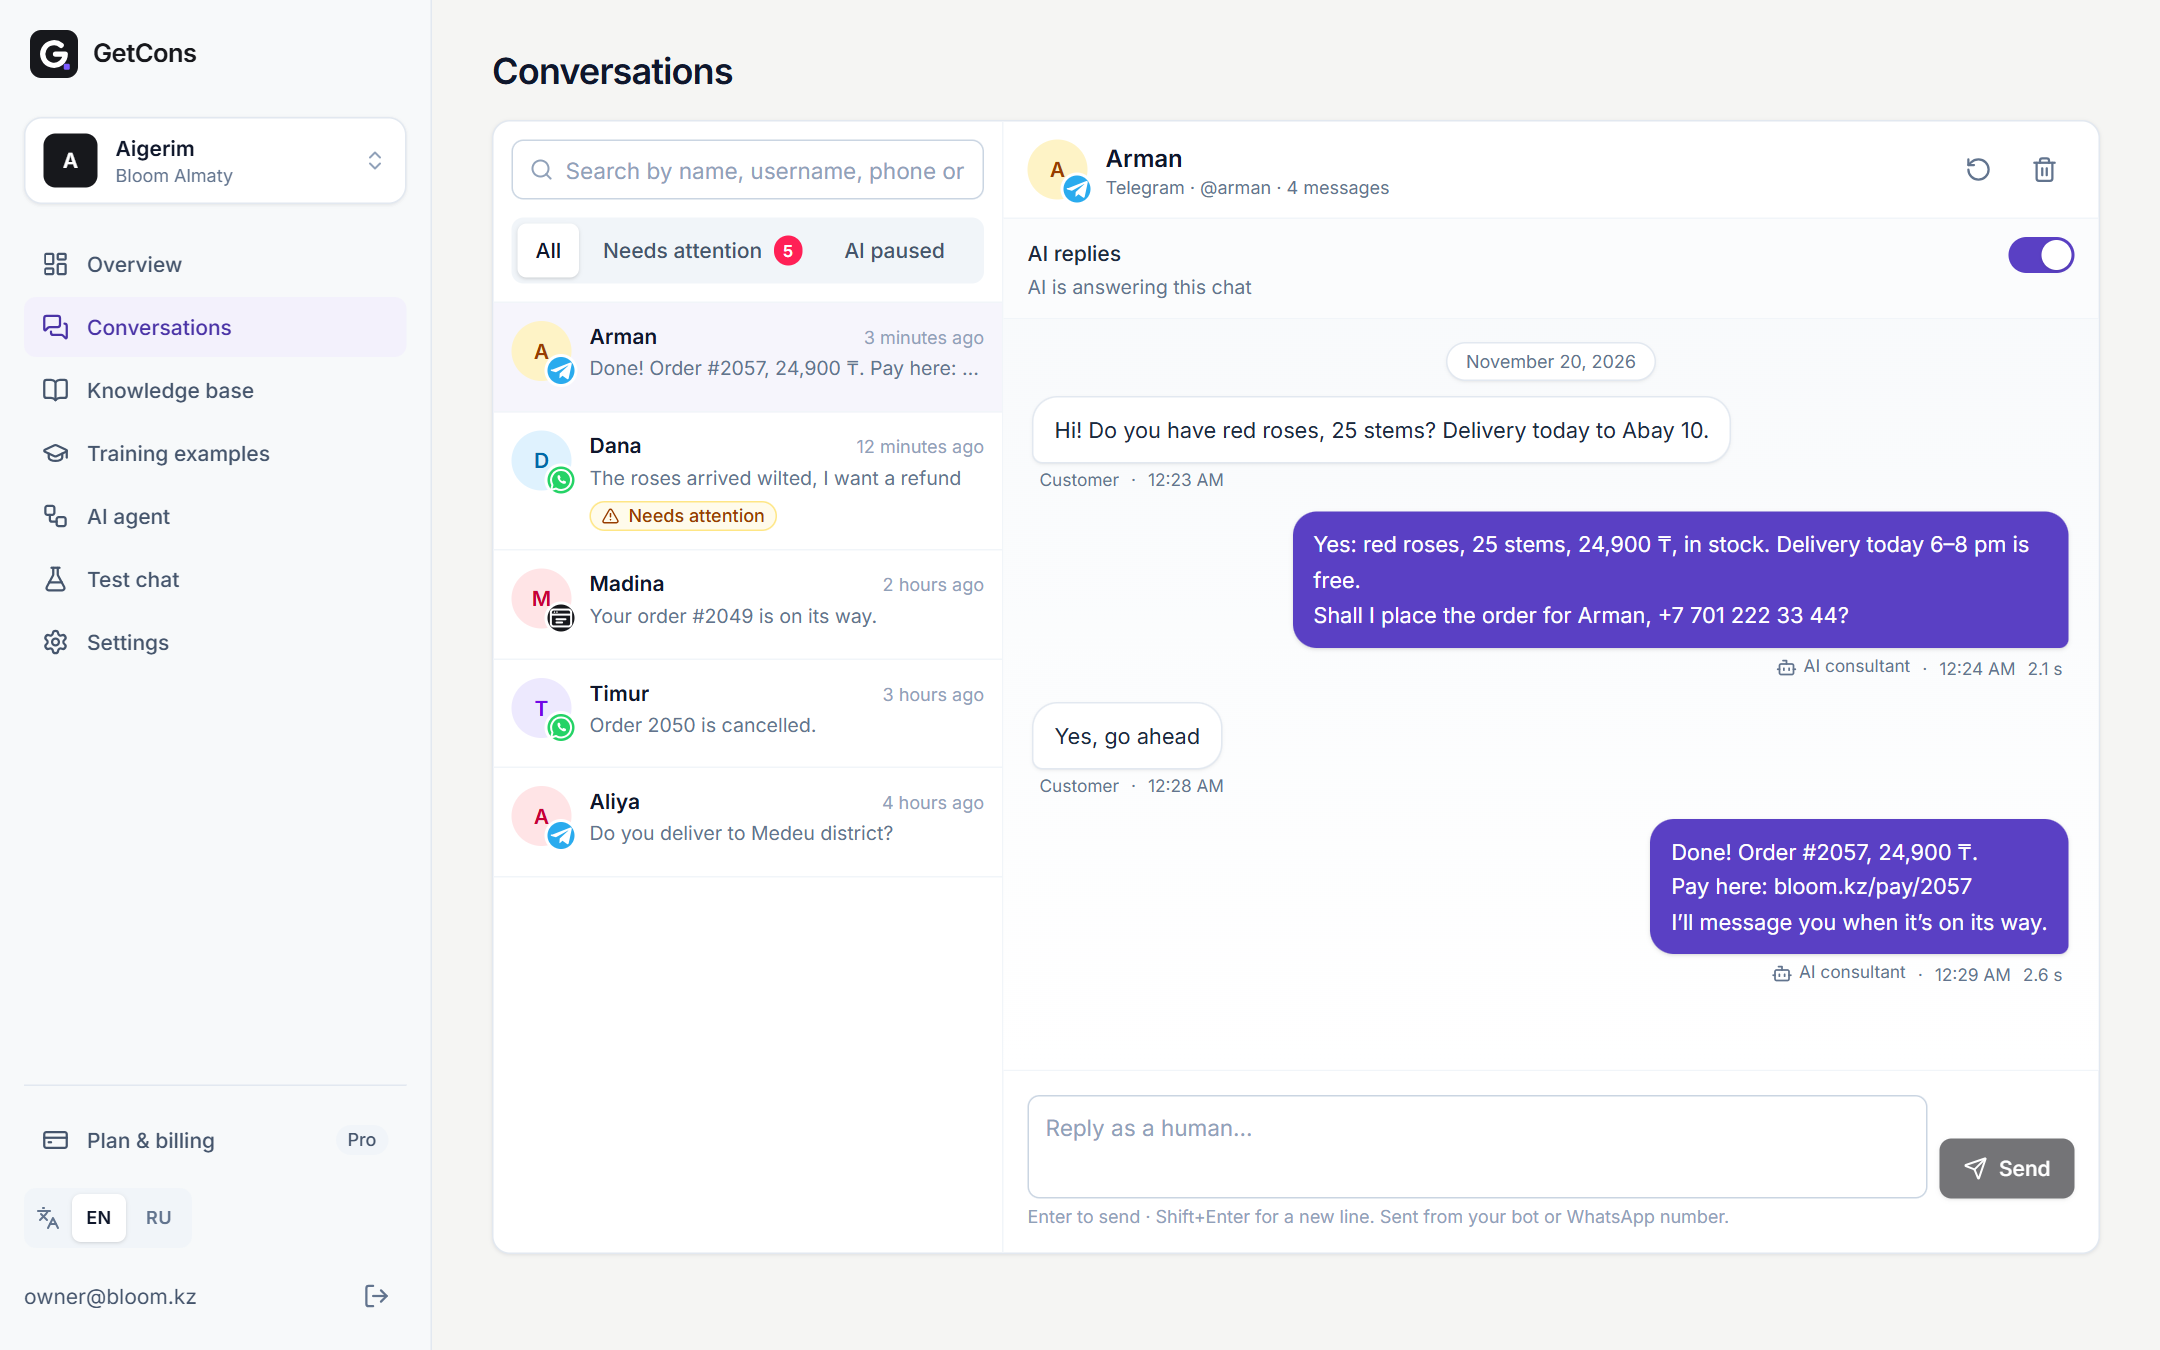 GetCons
A
Aigerim
Bloom Almaty
Overview
Conversations
Knowledge base
Training examples
AI agent
Test chat
Settings
Plan & billing
Pro
EN
RU
owner@bloom.kz
Conversations
Search by name, username, phone or
All
Needs attention
5
AI paused
A
Arman
3 minutes ago
Done! Order #2057, 24,900 ₸. Pay here: ...
D
Dana
12 minutes ago
The roses arrived wilted, I want a refund
Needs attention
M
Madina
2 hours ago
Your order #2049 is on its way.
T
Timur
3 hours ago
Order 2050 is cancelled.
A
Aliya
4 hours ago
Do you deliver to Medeu district?
A
Arman
Telegram · @arman · 4 messages
AI replies
AI is answering this chat
November 20, 2026
Hi! Do you have red roses, 25 stems? Delivery today to Abay 10.
Customer · 12:23 AM
Yes: red roses, 25 stems, 24,900 ₸, in stock. Delivery today 6–8 pm is
free.
Shall I place the order for Arman, +7 701 222 33 44?
AI consultant · 12:24 AM 2.1 s
Yes, go ahead
Customer · 12:28 AM
Done! Order #2057, 24,900 ₸.
Pay here: bloom.kz/pay/2057
I’ll message you when it’s on its way.
AI consultant · 12:29 AM 2.6 s
Reply as a human...
Send
Enter to send · Shift+Enter for a new line. Sent from your bot or WhatsApp number.